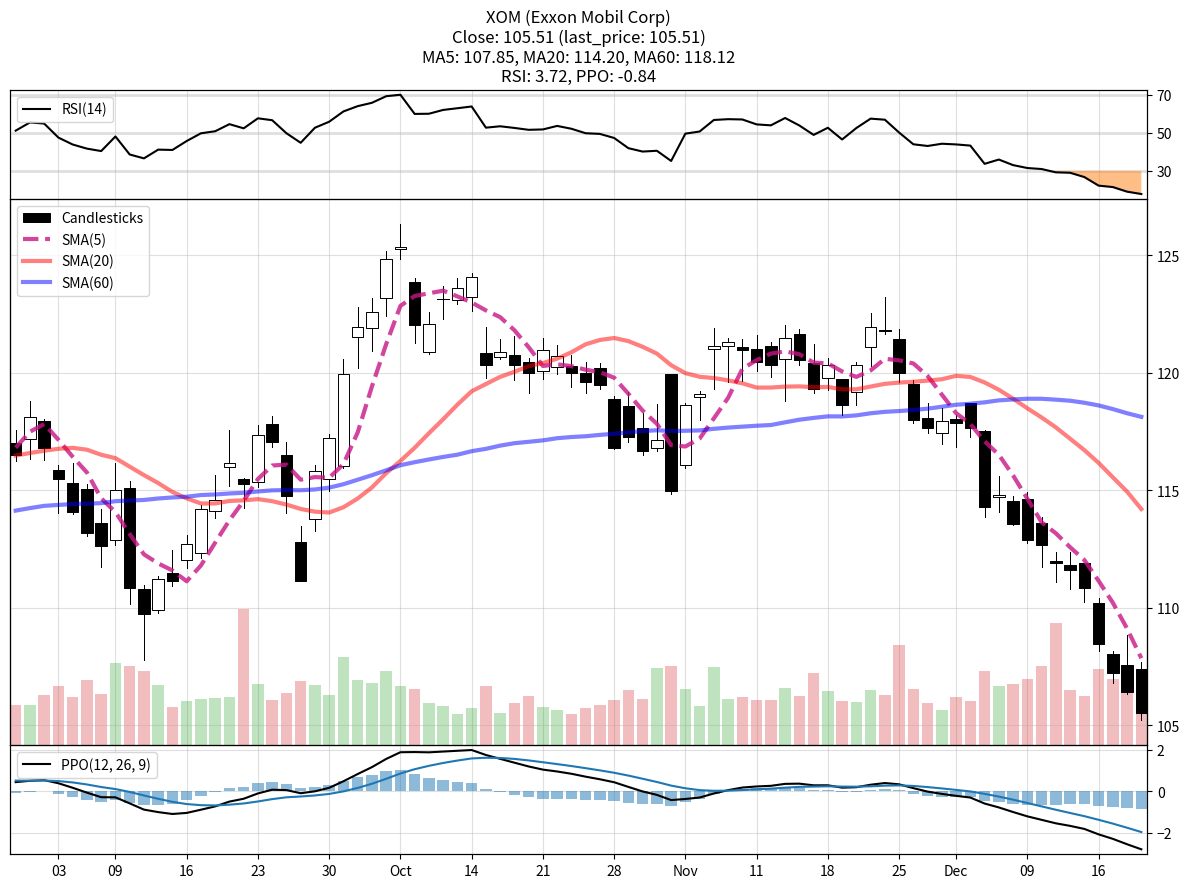 XOM (Exxon Mobil Corp)
Close: 105.51 (last_price: 105.51)
MA5: 107.85, MA20: 114.20, MA60: 118.12
RSI: 3.72, PPO: -0.84
RSI(14)
70
50
30
Candlesticks
SMA(5)
SMA(20)
SMA(60)
125
120
115
110
105
PPO(12, 26, 9)
2
0
−2
03 09 16 23 30 Oct 14 21 28 Nov 11 18 25 Dec 09 16